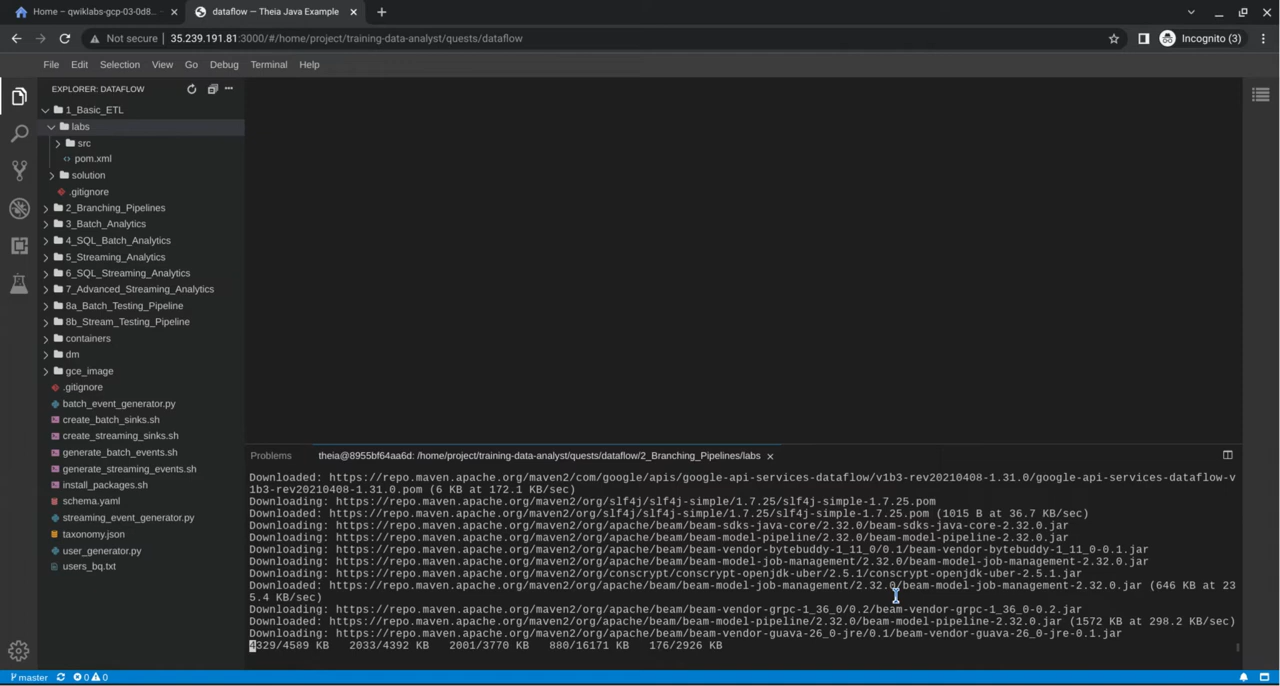 Home – qwiklabs-gcp-03-0d8...
dataflow — Theia Java Example
Not secure
35.239.191.81:3000/#/home/project/training-data-analyst/quests/dataflow
Incognito (3)
File Edit Selection View Go Debug Terminal Help
EXPLORER: DATAFLOW
1_Basic_ETL
labs
src
pom.xml
solution
.gitignore
2_Branching_Pipelines
3_Batch_Analytics
4_SQL_Batch_Analytics
5_Streaming_Analytics
6_SQL_Streaming_Analytics
7_Advanced_Streaming_Analytics
8a_Batch_Testing_Pipeline
8b_Stream_Testing_Pipeline
containers
dm
gce_image
.gitignore
batch_event_generator.py
create_batch_sinks.sh
create_streaming_sinks.sh
generate_batch_events.sh
generate_streaming_events.sh
install_packages.sh
schema.yaml
streaming_event_generator.py
taxonomy.json
user_generator.py
users_bq.txt
Problems
theia@8955bf64aa6d: /home/project/training-data-analyst/quests/dataflow/2_Branching_Pipelines/labs
Downloaded: https://repo.maven.apache.org/maven2/com/google/apis/google-api-services-dataflow/v1b3-rev20210408-1.31.0/google-api-services-dataflow-v
1b3-rev20210408-1.31.0.pom (6 KB at 172.1 KB/sec)
Downloading: https://repo.maven.apache.org/maven2/org/slf4j/slf4j-simple/1.7.25/slf4j-simple-1.7.25.pom
Downloaded: https://repo.maven.apache.org/maven2/org/slf4j/slf4j-simple/1.7.25/slf4j-simple-1.7.25.pom (1015 B at 36.7 KB/sec)
Downloading: https://repo.maven.apache.org/maven2/org/apache/beam/beam-sdks-java-core/2.32.0/beam-sdks-java-core-2.32.0.jar
Downloading: https://repo.maven.apache.org/maven2/org/apache/beam/beam-model-pipeline/2.32.0/beam-model-pipeline-2.32.0.jar
Downloading: https://repo.maven.apache.org/maven2/org/apache/beam/beam-vendor-bytebuddy-1_11_0/0.1/beam-vendor-bytebuddy-1_11_0-0.1.jar
Downloading: https://repo.maven.apache.org/maven2/org/apache/beam/beam-model-job-management/2.32.0/beam-model-job-management-2.32.0.jar
Downloading: https://repo.maven.apache.org/maven2/org/conscrypt/conscrypt-openjdk-uber/2.5.1/conscrypt-openjdk-uber-2.5.1.jar
Downloaded: https://repo.maven.apache.org/maven2/org/apache/beam/beam-model-job-management/2.32.0/beam-model-job-management-2.32.0.jar (646 KB at 23
5.4 KB/sec)
Downloading: https://repo.maven.apache.org/maven2/org/apache/beam/beam-vendor-grpc-1_36_0/0.2/beam-vendor-grpc-1_36_0-0.2.jar
Downloaded: https://repo.maven.apache.org/maven2/org/apache/beam/beam-model-pipeline/2.32.0/beam-model-pipeline-2.32.0.jar (1572 KB at 298.2 KB/sec)
Downloading: https://repo.maven.apache.org/maven2/org/apache/beam/beam-vendor-guava-26_0-jre/0.1/beam-vendor-guava-26_0-jre-0.1.jar
4329/4589 KB 2033/4392 KB 2001/3770 KB 880/16171 KB 176/2926 KB
master 0 0